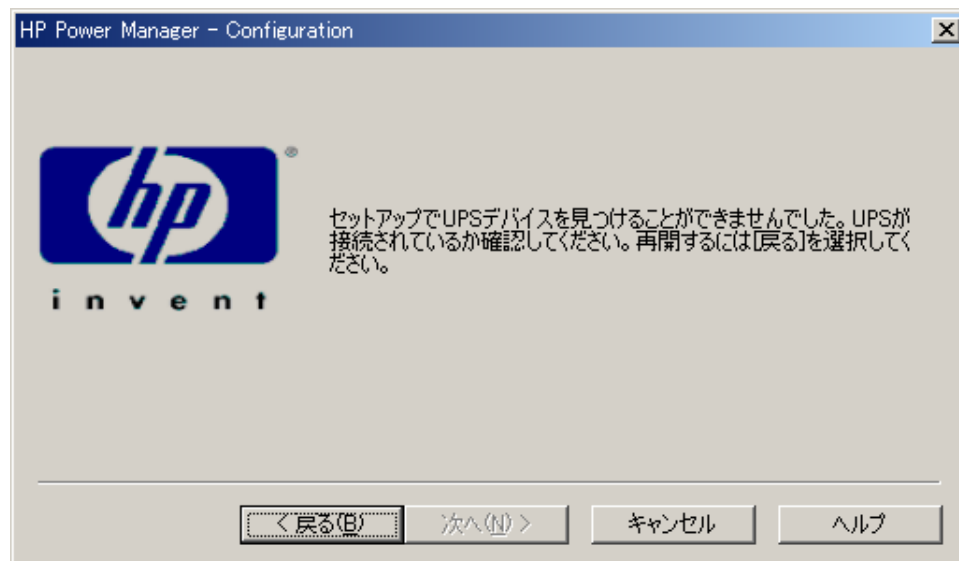 HP Power Manager - Configuration
hp
®
invent
セットアップでUPSデバイスを見つけることができませんでした。UPSが
接続されているか確認してください。再開するには[戻る]を選択してく
ださい。
< 戻る(B)
次へ(N) >
キャンセル
ヘルプ